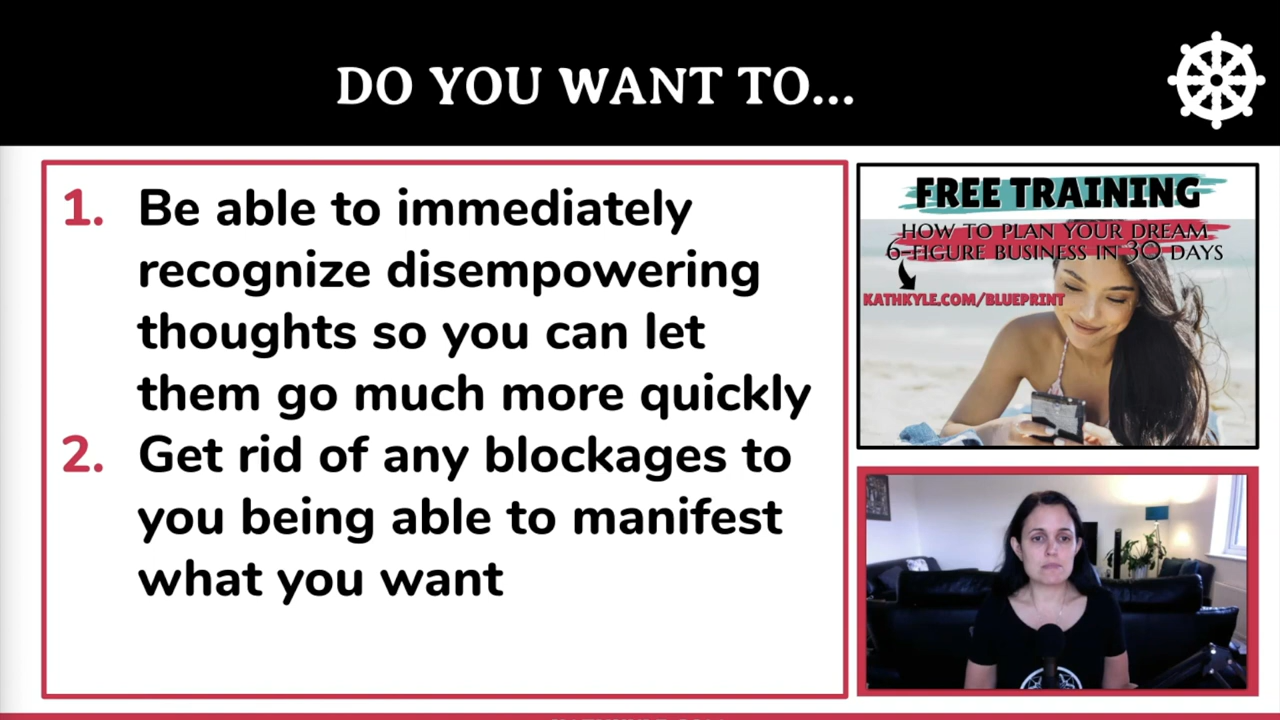 DO YOU WANT TO...
1. Be able to immediately
recognize disempowering
thoughts so you can let
them go much more quickly
2. Get rid of any blockages to
you being able to manifest
what you want
FREE TRAINING
HOW TO PLAN YOUR DREAM
6-FIGURE BUSINESS IN 30 DAYS
KATHKYLE.COM/BLUEPRINT